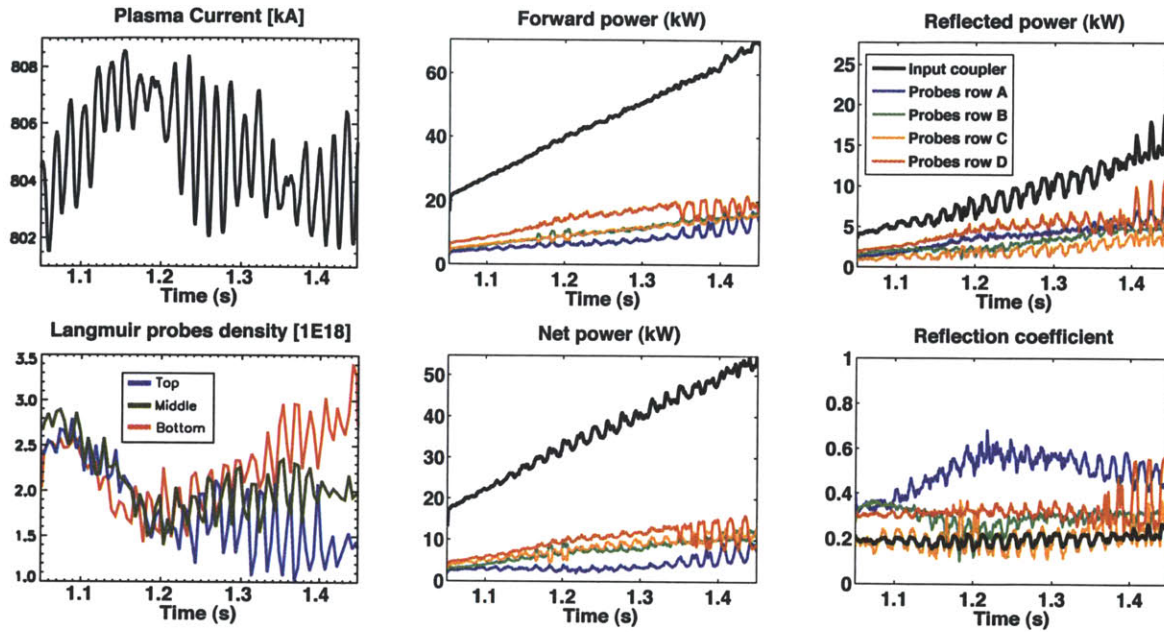 Plasma Current [kA]
808
806
804
802
1.1 1.2 1.3 1.4
Time (s)
Forward power (kW)
60
40
20
0
1.1 1.2 1.3 1.4
Time (s)
Reflected power (kW)
25
20
15
10
5
0
Input coupler
Probes row A
Probes row B
Probes row C
Probes row D
1.1 1.2 1.3 1.4
Time (s)
Langmuir probes density [1E18]
3.5
3.0
2.5
2.0
1.5
1.0
Top
Middle
Bottom
1.1 1.2 1.3 1.4
Time (s)
Net power (kW)
50
40
30
20
10
0
1.1 1.2 1.3 1.4
Time (s)
Reflection coefficient
1
0.8
0.6
0.4
0.2
0
1.1 1.2 1.3 1.4
Time (s)